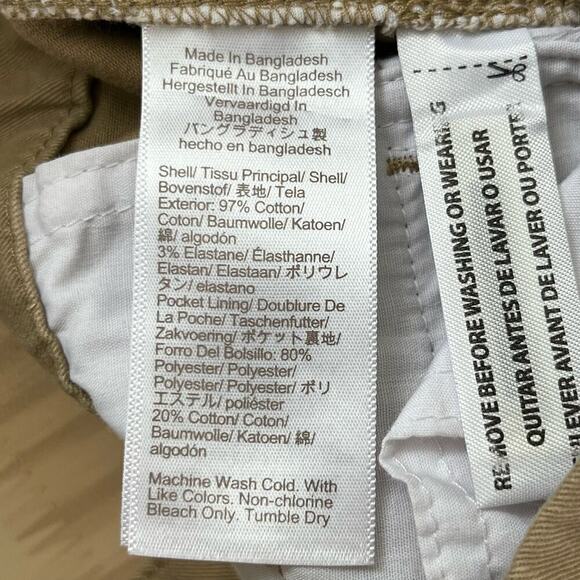 Made In Bangladesh
Fabriqué Au Bangladesh
Hergestellt In Bangladesch
Vervaardigd In
Bangladesh
バングラディシュ製
hecho en bangladesh
Shell/ Tissu Principal/ Shell/
Bovenstof/ 表地/ Tela
Exterior: 97% Cotton/
Coton/ Baumwolle/ Katoen/
綿/ algodón
3% Elastane/ Élasthanne/
Elastan/ Elastaan/ ポリウレ
タン/ elastano
Pocket Lining/ Doublure De
La Poche/ Taschenfutter/
Zakvoering/ ポケット裏地/
Forro Del Bolsillo: 80%
Polyester/ Polyester/
Polyester/ Polyester/ ポリ
エステル/ poliéster
20% Cotton/ Coton/
Baumwolle/ Katoen/ 綿/
algodón
Machine Wash Cold. With
Like Colors. Non-chlorine
Bleach Only. Tumble Dry
REMOVE BEFORE WASHING OR WEARING
QUITAR ANTES DE LAVAR O USAR
ENLEVER AVANT DE LAVER OU PORTER